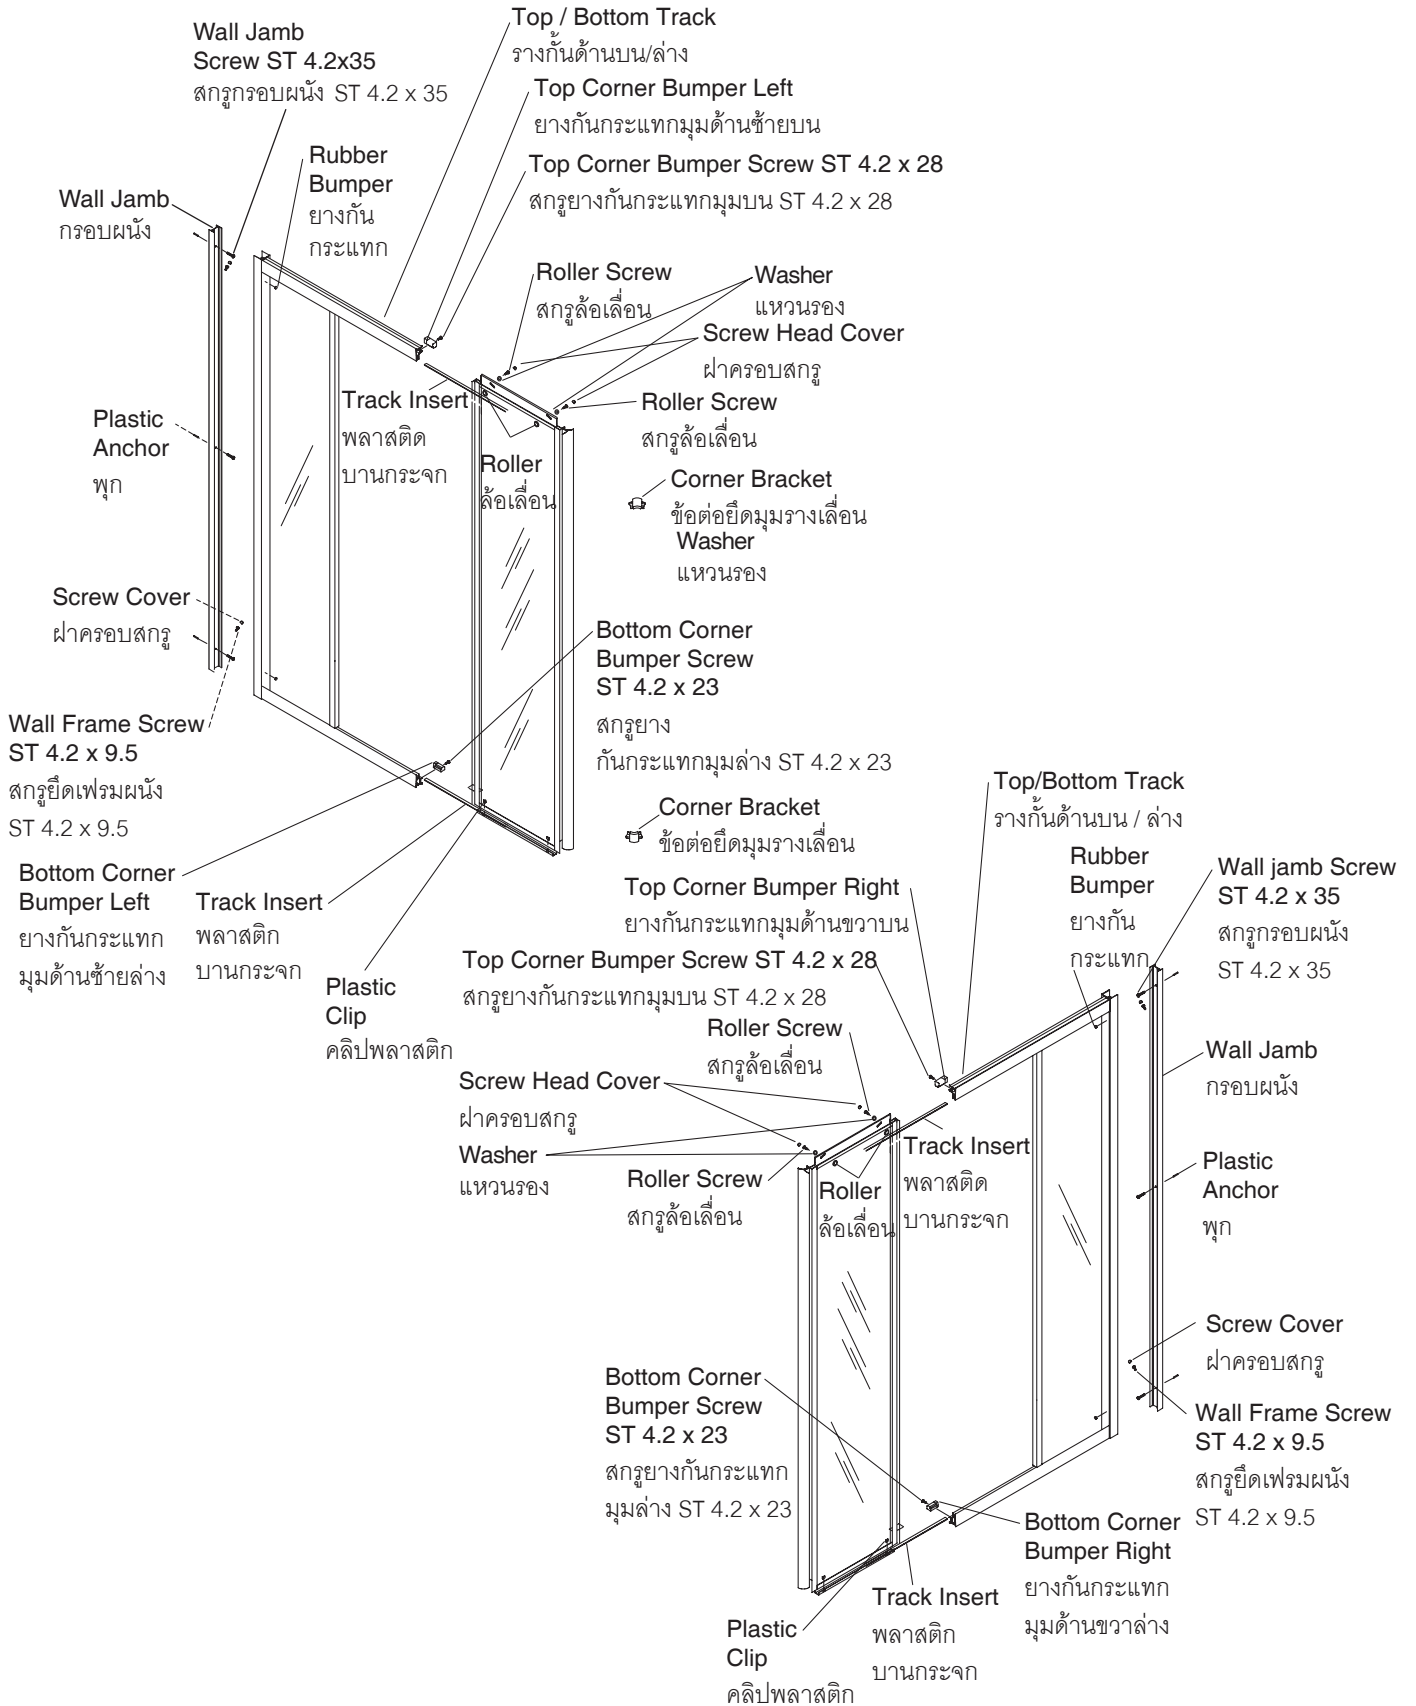 Wall Jamb
Screw ST 4.2x35
สกรูกรอบผนัง ST 4.2 x 35
Top / Bottom Track
รางกั้นด้านบน/ล่าง
Top Corner Bumper Left
ยางกันกระแทกมุมด้านซ้ายบน
Top Corner Bumper Screw ST 4.2 x 28
สกรูยางกันกระแทกมุมบน ST 4.2 x 28
Rubber
Bumper
ยางกัน
กระแทก
Wall Jamb
กรอบผนัง
Roller Screw
สกรูล้อเลื่อน
Washer
แหวนรอง
Screw Head Cover
ฝาครอบสกรู
Track Insert
พลาสติด
บานกระจก
Roller Screw
สกรูล้อเลื่อน
Plastic
Anchor
พุก
Roller
ล้อเลื่อน
Corner Bracket
ข้อต่อยึดมุมรางเลื่อน
Washer
แหวนรอง
Screw Cover
ฝาครอบสกรู
Bottom Corner
Bumper Screw
ST 4.2 x 23
สกรูยาง
กันกระแทกมุมล่าง ST 4.2 x 23
Wall Frame Screw
ST 4.2 x 9.5
สกรูยึดเฟรมผนัง
ST 4.2 x 9.5
Corner Bracket
ข้อต่อยึดมุมรางเลื่อน
Bottom Corner
Bumper Left
ยางกันกระแทก
มุมด้านซ้ายล่าง
Track Insert
พลาสติก
บานกระจก
Plastic
Clip
คลิปพลาสติก
Top/Bottom Track
รางกั้นด้านบน / ล่าง
Rubber
Bumper
ยางกัน
กระแทก
Wall jamb Screw
ST 4.2 x 35
สกรูกรอบผนัง
ST 4.2 x 35
Top Corner Bumper Right
ยางกันกระแทกมุมด้านขวาบน
Top Corner Bumper Screw ST 4.2 x 28
สกรูยางกันกระแทกมุมบน ST 4.2 x 28
Roller Screw
สกรูล้อเลื่อน
Wall Jamb
กรอบผนัง
Screw Head Cover
ฝาครอบสกรู
Washer
แหวนรอง
Roller Screw
สกรูล้อเลื่อน
Roller
ล้อเลื่อน
Track Insert
พลาสติด
บานกระจก
Plastic
Anchor
พุก
Screw Cover
ฝาครอบสกรู
Bottom Corner
Bumper Screw
ST 4.2 x 23
สกรูยางกันกระแทก
มุมล่าง ST 4.2 x 23
Wall Frame Screw
ST 4.2 x 9.5
สกรูยึดเฟรมผนัง
ST 4.2 x 9.5
Bottom Corner
Bumper Right
ยางกันกระแทก
มุมด้านขวาล่าง
Track Insert
พลาสติก
บานกระจก
Plastic
Clip
คลิปพลาสติก